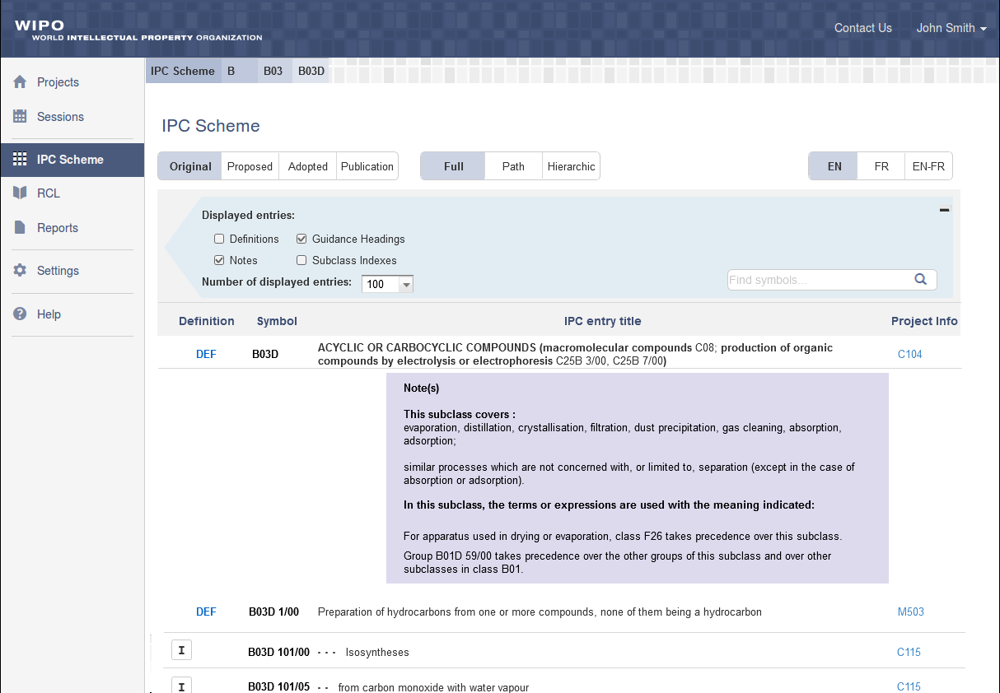 WIPO
WORLD INTELLECTUAL PROPERTY ORGANIZATION
Contact Us
John Smith
Projects
Sessions
IPC Scheme
RCL
Reports
Settings
Help
IPC Scheme B B03 B03D
IPC Scheme
Original Proposed Adopted Publication Full Path Hierarchic EN FR EN-FR
Displayed entries:
Definitions Guidance Headings
Notes Subclass Indexes
Number of displayed entries: 100
Find symbols...
Definition Symbol IPC entry title Project Info
DEF B03D ACYCLIC OR CARBOCYCLIC COMPOUNDS (macromolecular compounds C08; production of organic
compounds by electrolysis or electrophoresis C25B 3/00, C25B 7/00) C104
Note(s)
This subclass covers :
evaporation, distillation, crystallisation, filtration, dust precipitation, gas cleaning, absorption,
adsorption;
similar processes which are not concerned with, or limited to, separation (except in the case of
absorption or adsorption).
In this subclass, the terms or expressions are used with the meaning indicated:
For apparatus used in drying or evaporation, class F26 takes precedence over this subclass.
Group B01D 59/00 takes precedence over the other groups of this subclass and over other
subclasses in class B01.
DEF B03D 1/00 Preparation of hydrocarbons from one or more compounds, none of them being a hydrocarbon M503
I B03D 101/00 - - - Isosyntheses C115
I B03D 101/05 - - from carbon monoxide with water vapour C115